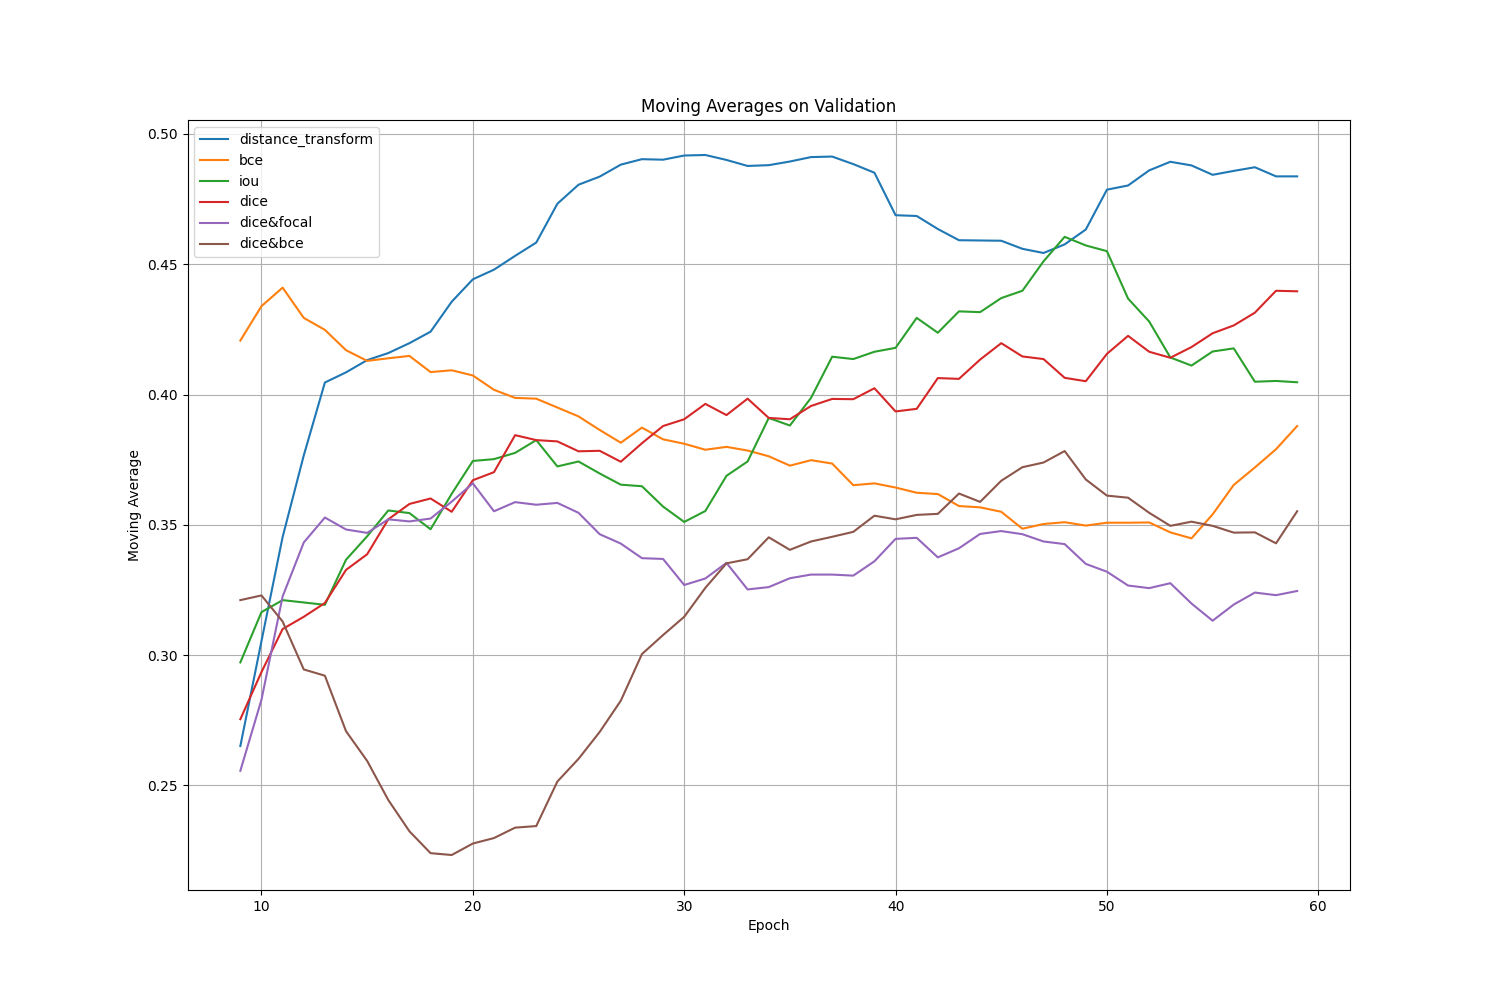 Moving Averages on Validation
distance_transform
bce
iou
dice
dice&focal
dice&bce
0.50
0.45
0.40
0.35
0.30
0.25
Moving Average
10 20 30 40 50 60
Epoch